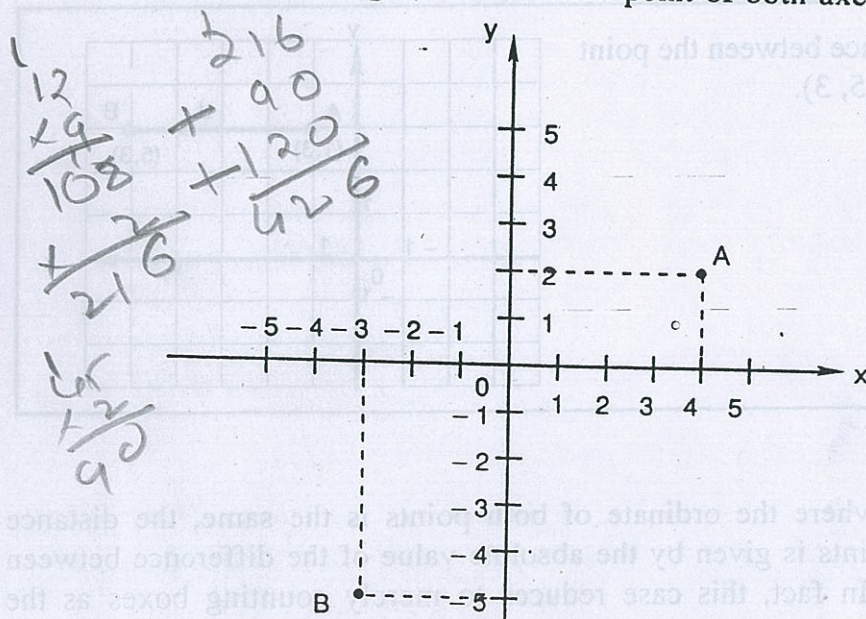 point of both axe
y
1
12
× 9
108
+ 2
216
216
+ 90
+ 120
426
45
× 2
90
5
4
3
2
1
A
-5 -4 -3 -2 -1
0
1 2 3 4 5
x
-1
-2
-3
-4
-5
B
ce between the point
5, 3).
where the ordinate of both points is the same, the distance
nts is given by the absolute value of the difference between
In fact, this case reduces to merely counting boxes as the